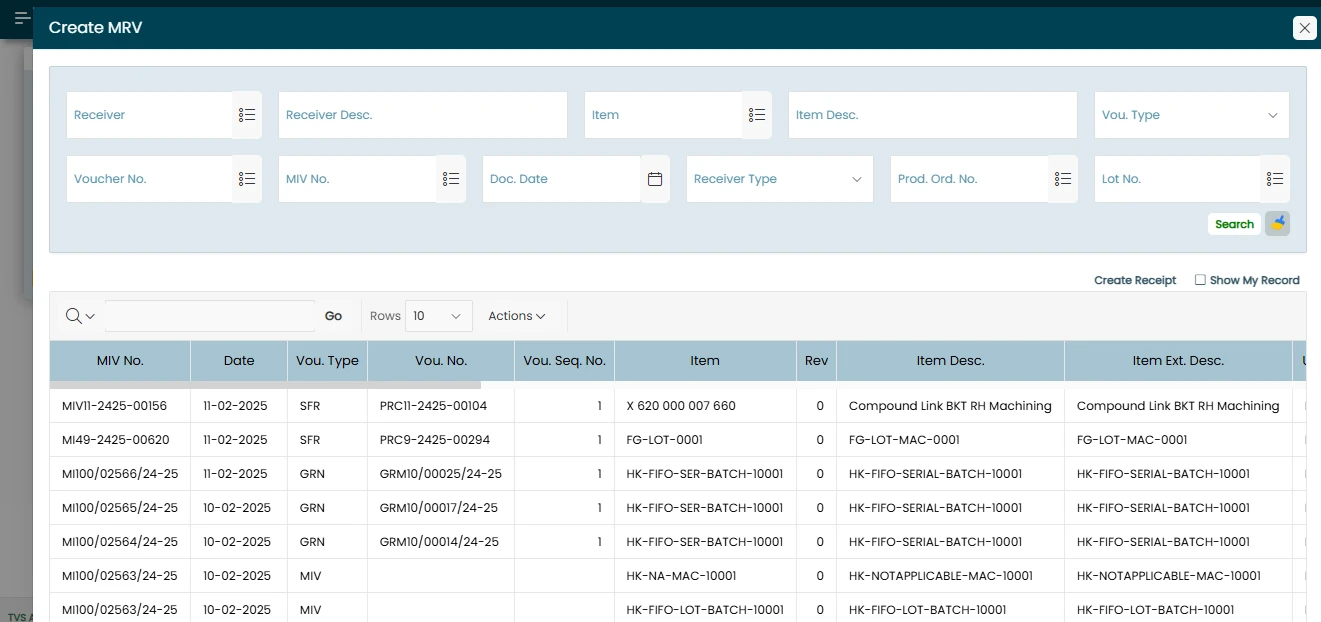 Create MRV
Receiver Receiver Desc. Item Item Desc. Vou. Type
Voucher No. MIV No. Doc. Date Receiver Type Prod. Ord. No. Lot No.
Search
Create Receipt Show My Record
Go Rows 10 Actions
MIV No. Date Vou. Type Vou. No. Vou. Seq. No. Item Rev Item Desc. Item Ext. Desc.
MIV11-2425-00156 11-02-2025 SFR PRC11-2425-00104 1 X 620 000 007 660 0 Compound Link BKT RH Machining Compound Link BKT RH Machining
MI49-2425-00620 11-02-2025 SFR PRC9-2425-00294 1 FG-LOT-0001 0 FG-LOT-MAC-0001 FG-LOT-MAC-0001
MI100/02566/24-25 11-02-2025 GRN GRM10/00025/24-25 1 HK-FIFO-SER-BATCH-10001 0 HK-FIFO-SERIAL-BATCH-10001 HK-FIFO-SERIAL-BATCH-10001
MI100/02565/24-25 10-02-2025 GRN GRM10/00017/24-25 1 HK-FIFO-SER-BATCH-10001 0 HK-FIFO-SERIAL-BATCH-10001 HK-FIFO-SERIAL-BATCH-10001
MI100/02564/24-25 10-02-2025 GRN GRM10/00014/24-25 1 HK-FIFO-SER-BATCH-10001 0 HK-FIFO-SERIAL-BATCH-10001 HK-FIFO-SERIAL-BATCH-10001
MI100/02563/24-25 10-02-2025 MIV HK-NA-MAC-10001 0 HK-NOTAPPLICABLE-MAC-10001 HK-NOTAPPLICABLE-MAC-10001
MI100/02563/24-25 10-02-2025 MIV HK-FIFO-LOT-BATCH-10001 0 HK-FIFO-LOT-BATCH-10001 HK-FIFO-LOT-BATCH-10001
TVS